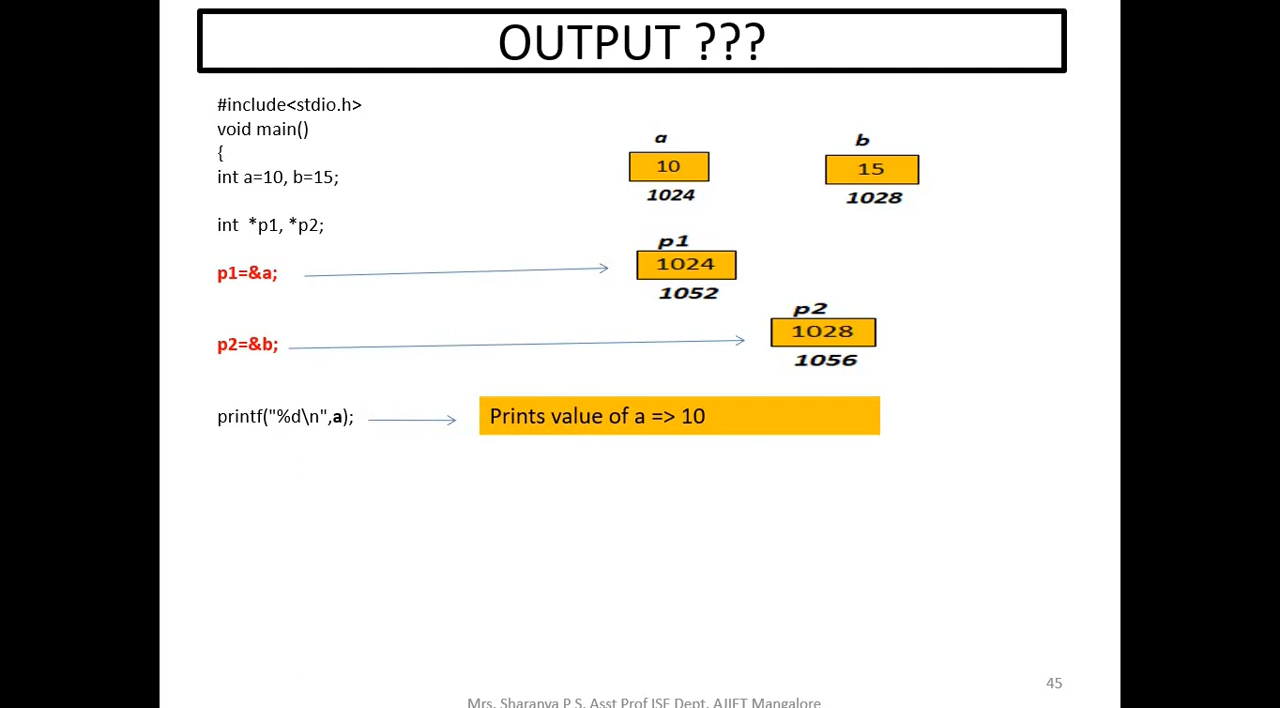 OUTPUT ???
#include<stdio.h>
void main()
{
int a=10, b=15;
int *p1, *p2;
p1=&a;
p2=&b;
printf("%d\n",a);
a
10
1024
b
15
1028
p1
1024
1052
p2
1028
1056
Prints value of a => 10
45
Mrs. Sharanya P S, Asst Prof ISE Dept, AJIET Mangalore